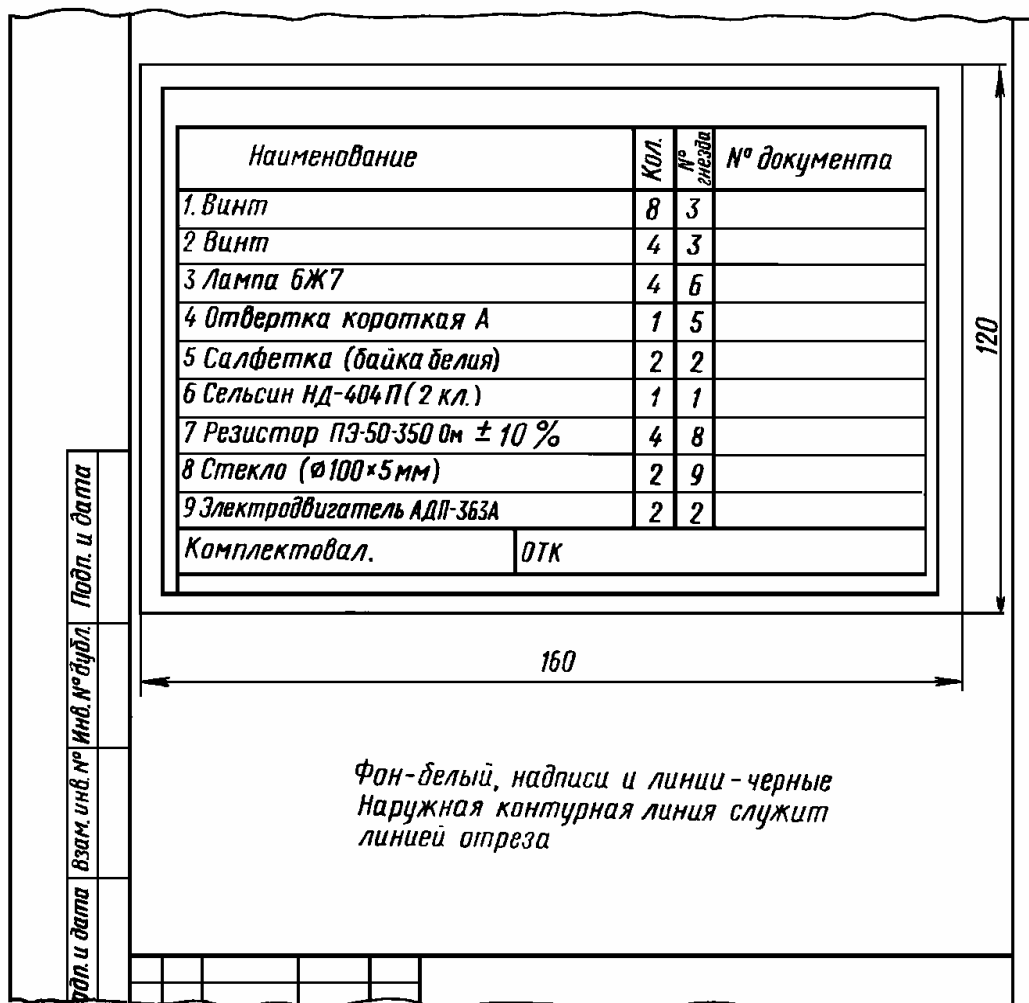 Наименование Кол. № гнезда № документа
1. Винт 8 3
2 Винт 4 3
3 Лампа 6Ж7 4 6
4 Отвертка короткая А 1 5
5 Салфетка (байка белия) 2 2
6 Сельсин НД-404П (2 кл.) 1 1
7 Резистор ПЭ-50-350 Ом ± 10 % 4 8
8 Стекло (ø100×5мм) 2 9
9 Электродвигатель АДП-363А 2 2
Комплектовал. ОТК
120
160
Фон-белый, надписи и линии-черные
Наружная контурная линия служит
линией отреза
Подп. и дата
Инв. № дубл.
Взам. инв. №
одп. и дата